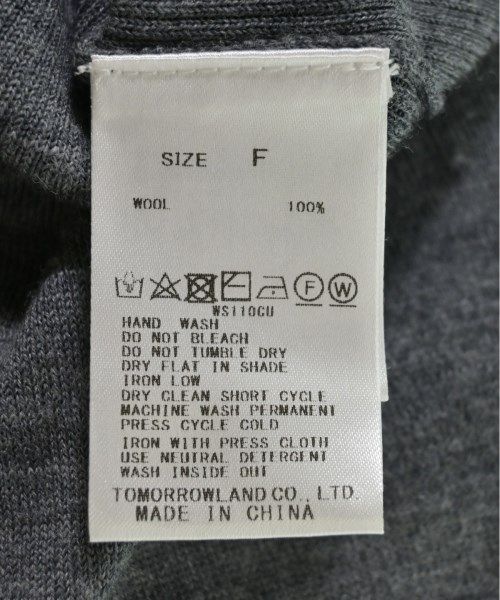 SIZE F
WOOL 100%
F W
WS110CU
HAND WASH
DO NOT BLEACH
DO NOT TUMBLE DRY
DRY FLAT IN SHADE
IRON LOW
DRY CLEAN SHORT CYCLE
MACHINE WASH PERMANENT
PRESS CYCLE COLD
IRON WITH PRESS CLOTH
USE NEUTRAL DETERGENT
WASH INSIDE OUT
TOMORROWLAND CO., LTD.
MADE IN CHINA